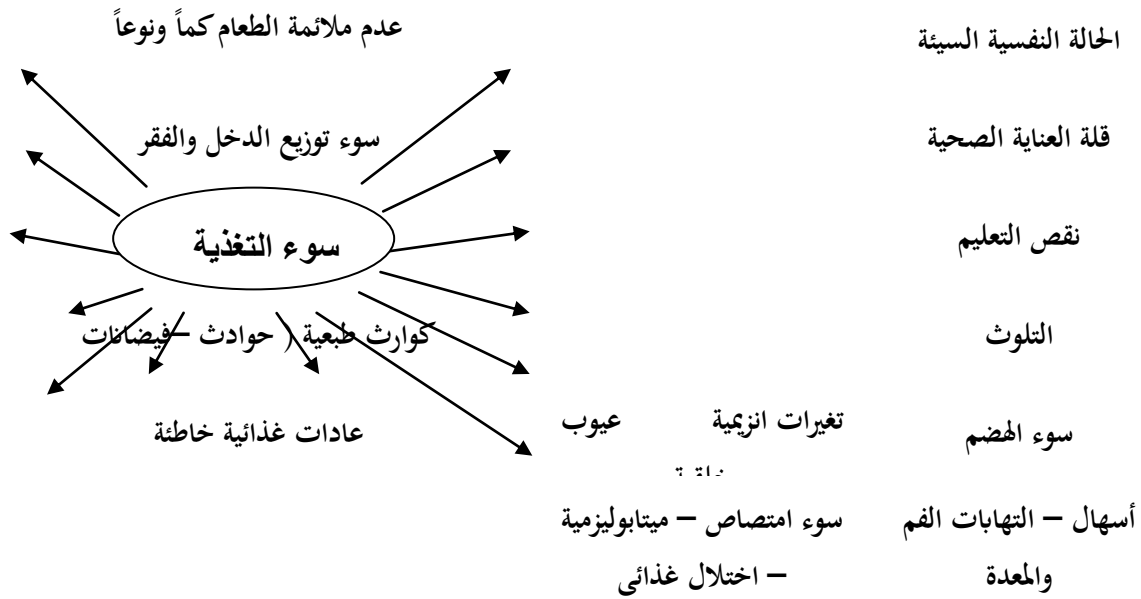 الحالة النفسية السيئة
عدم ملائمة الطعام كماً ونوعاً
قلة العناية الصحية
سوء توزيع الدخل والفقر
نقص التعليم
سوء التغذية
التلوث
كوارث طبعية ( حوادث –فيضانات
سوء الهضم
تغيرات انزيمية عيوب
عادات غذائية خاطئة
أسهال – التهابات الفم
والمعدة
سوء امتصاص – ميتابوليزمية
– اختلال غذائى